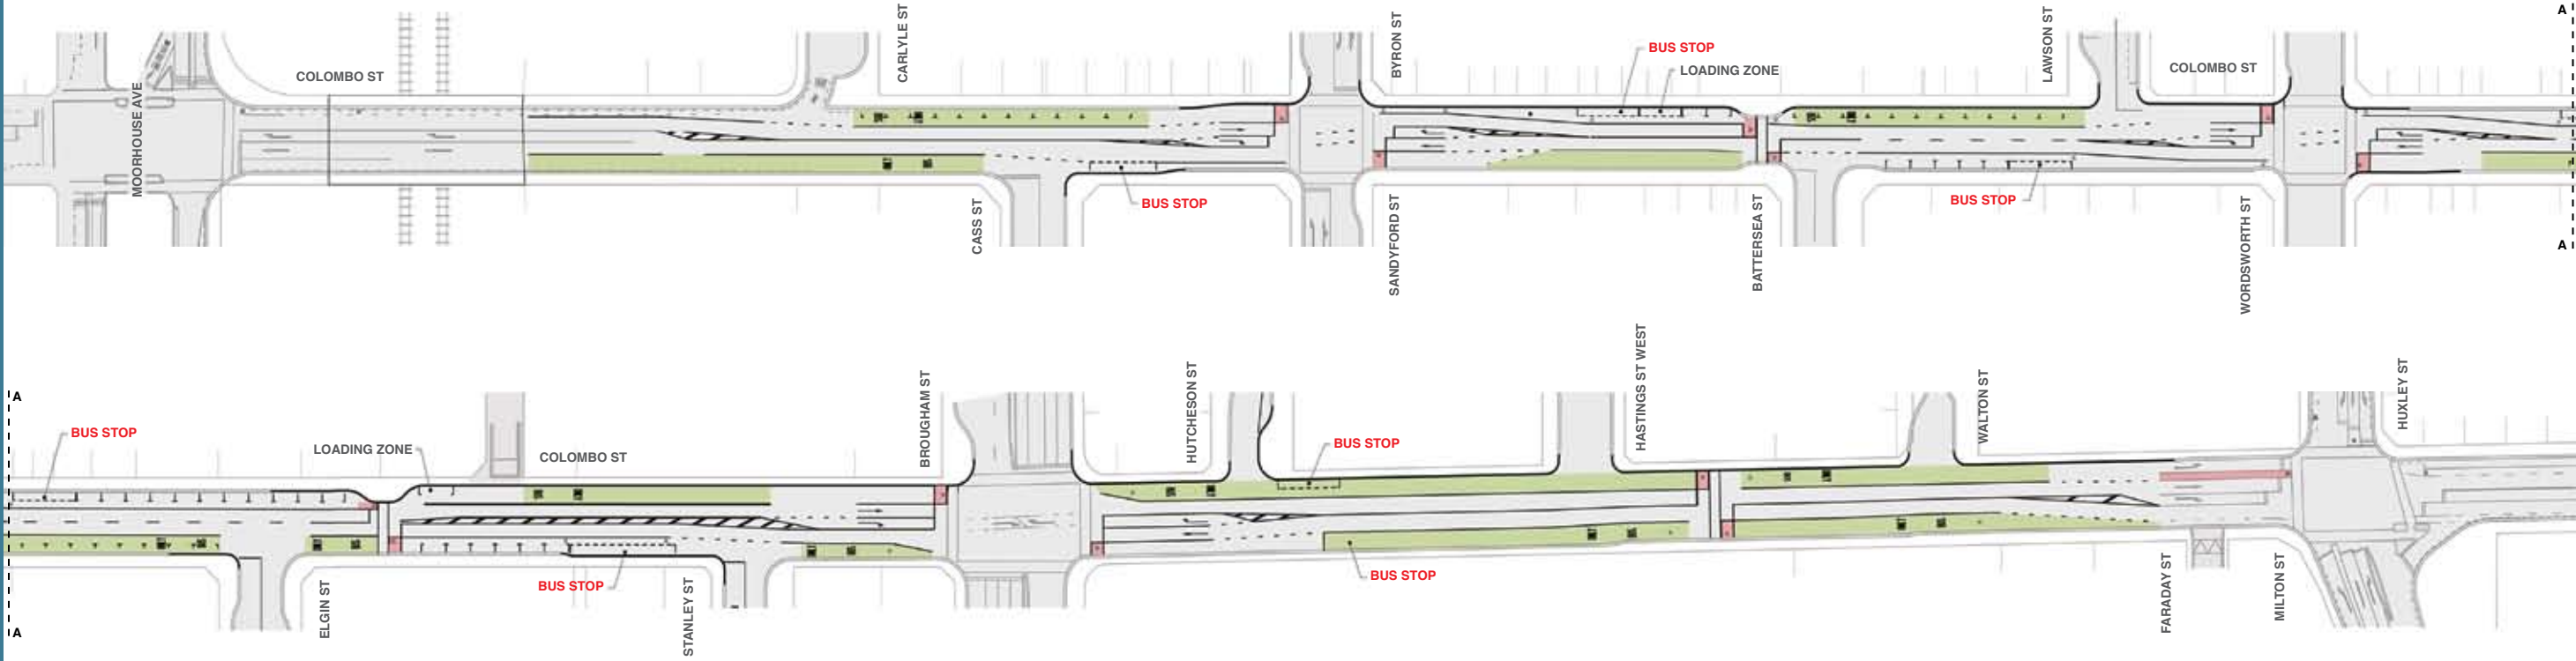 A
COLOMBO ST
MOORHOUSE AVE
CARLYLE ST
BYRON ST
BUS STOP
LOADING ZONE
LAWSON ST
COLOMBO ST
CASS ST
BUS STOP
SANDYFORD ST
BATTERSEA ST
BUS STOP
WORDSWORTH ST
A
A
BUS STOP
LOADING ZONE
COLOMBO ST
BROUGHAM ST
HUTCHESON ST
BUS STOP
HASTINGS ST WEST
WALTON ST
HUXLEY ST
A
ELGIN ST
BUS STOP
STANLEY ST
BUS STOP
FARADAY ST
MILTON ST